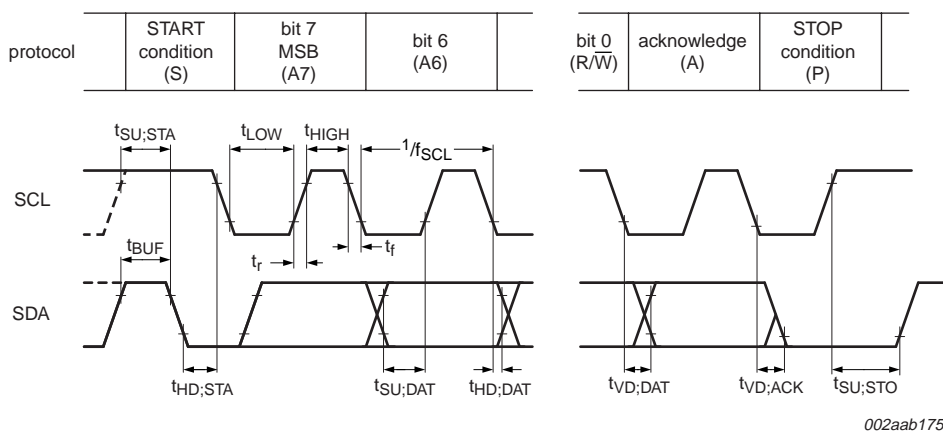 protocol
START
condition
(S)
bit 7
MSB
(A7)
bit 6
(A6)
bit 0
(R/W̅)
acknowledge
(A)
STOP
condition
(P)
tSU;STA
tLOW
tHIGH
1/fSCL
SCL
tBUF
tr
tf
SDA
tHD;STA
tSU;DAT
tHD;DAT
tVD;DAT
tVD;ACK
tSU;STO
002aab175